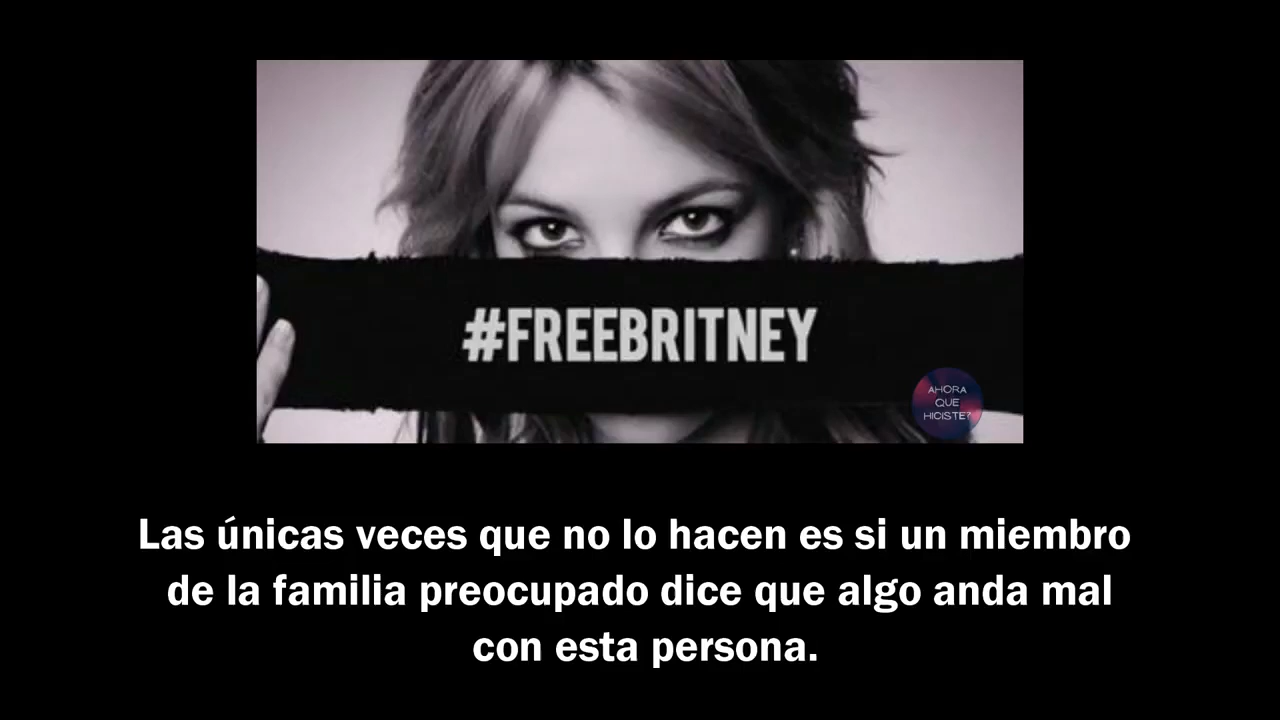 #FREEBRITNEY
AHORA
QUE
HICISTE?
Las únicas veces que no lo hacen es si un miembro
de la familia preocupado dice que algo anda mal
con esta persona.